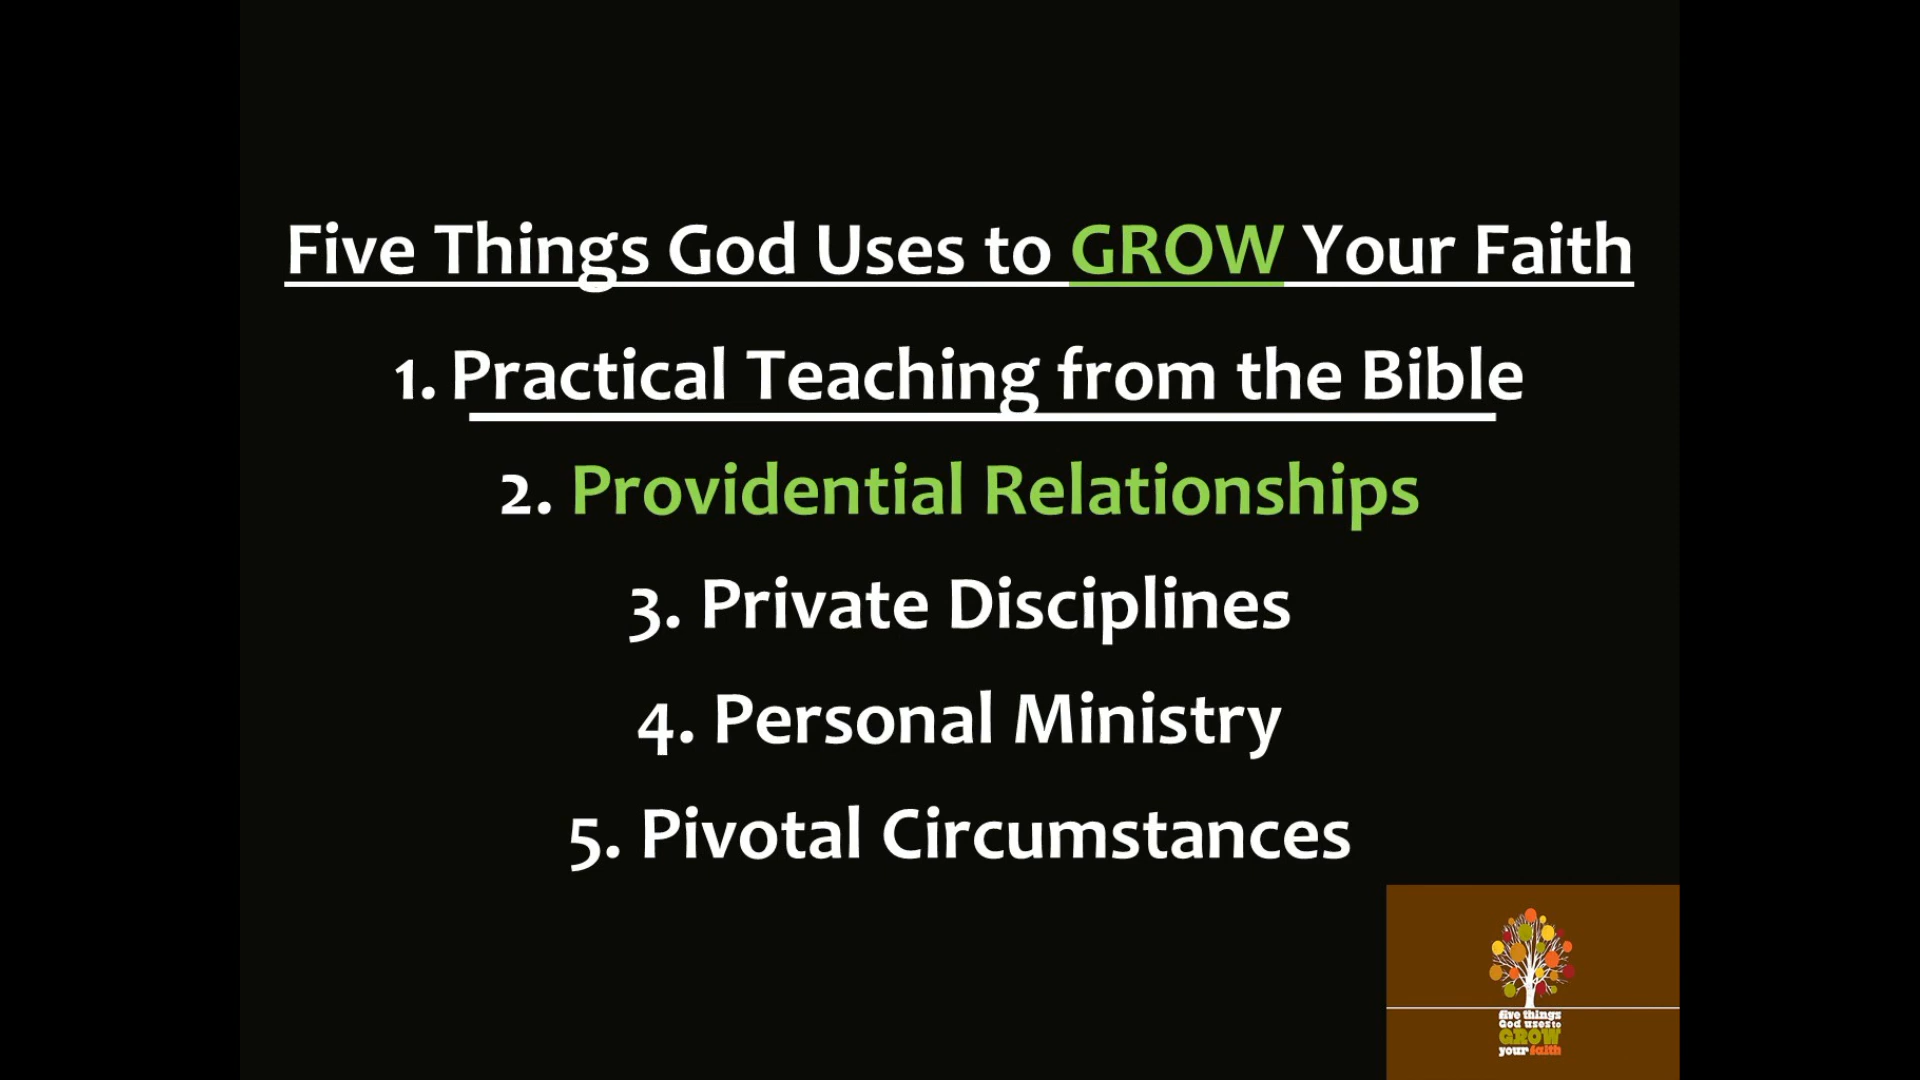 Five Things God Uses to GROW Your Faith
1. Practical Teaching from the Bible
2. Providential Relationships
3. Private Disciplines
4. Personal Ministry
5. Pivotal Circumstances
five things
God uses to
GROW
your faith